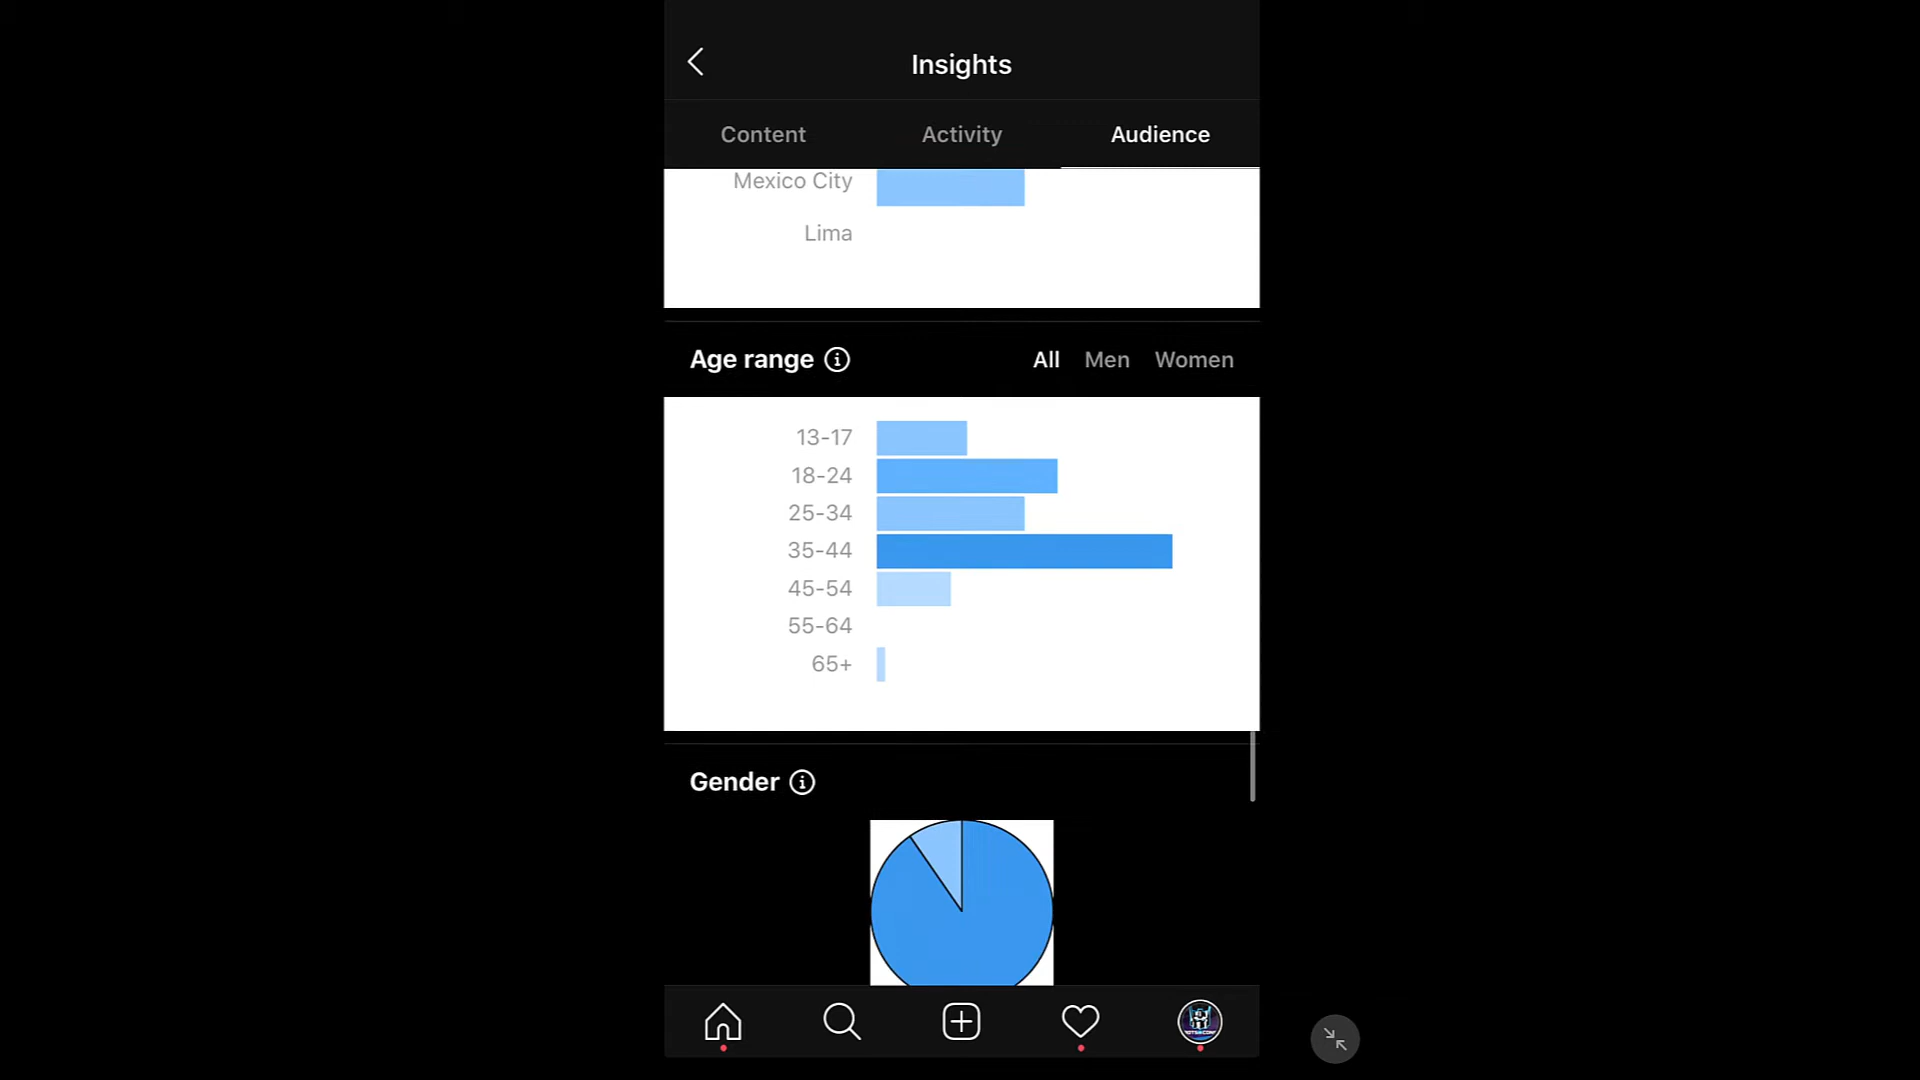 Insights
Content Activity Audience
Mexico City
Lima
Age range All Men Women
13-17
18-24
25-34
35-44
45-54
55-64
65+
Gender